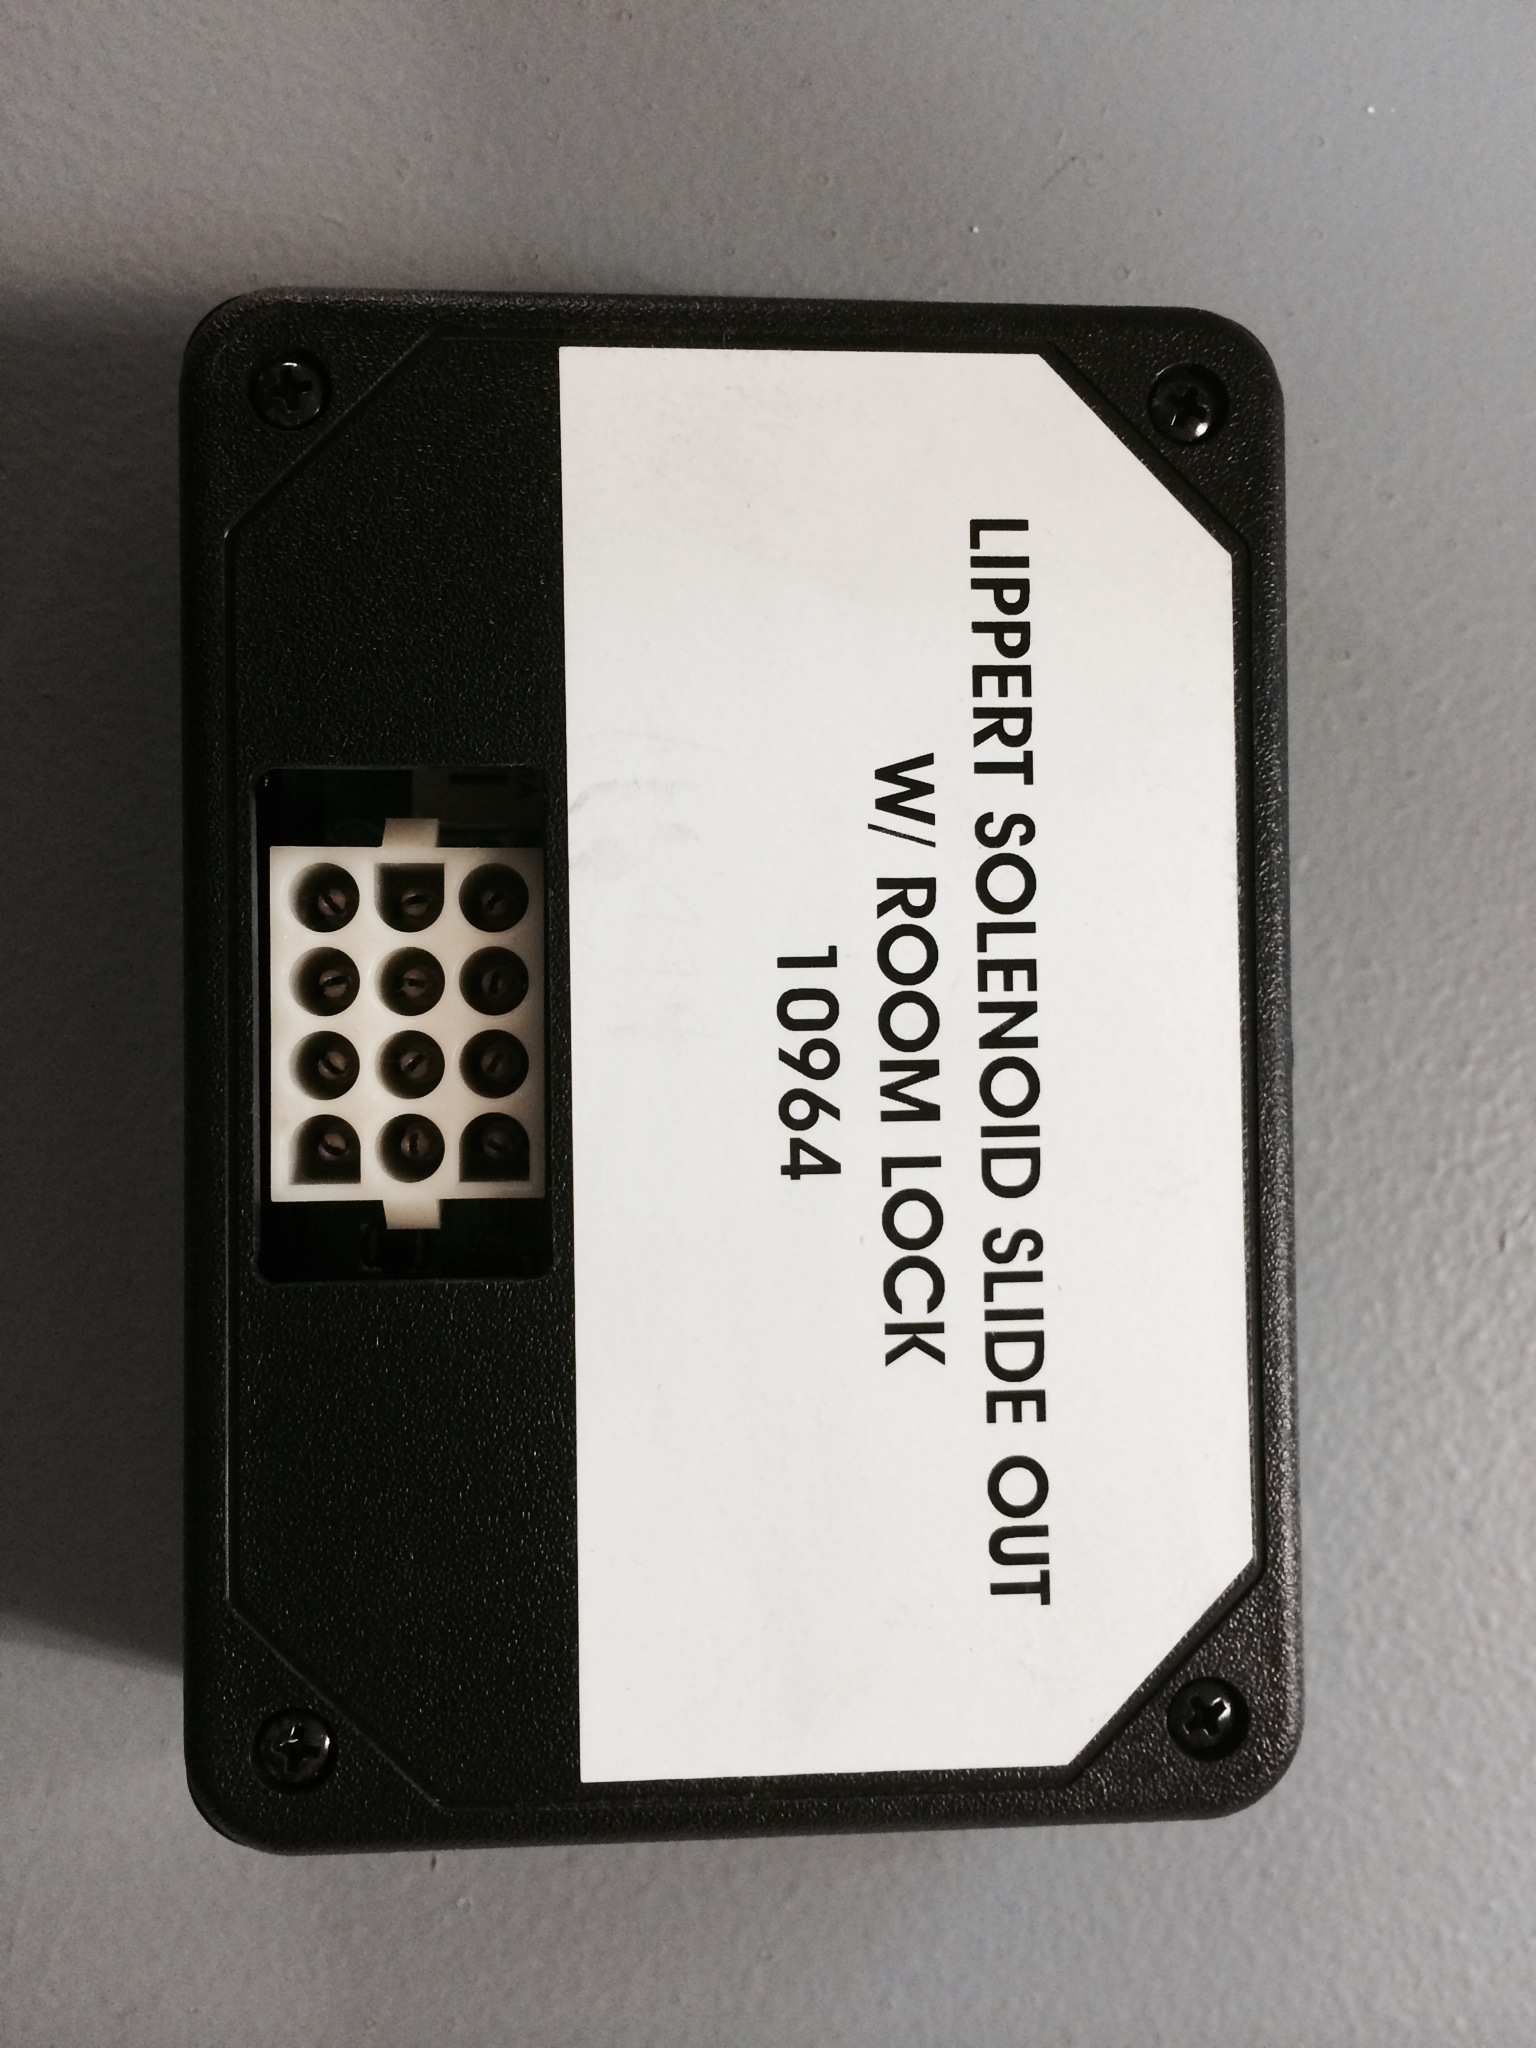 LIPPERT SOLENOID SLIDE OUT
W/ ROOM LOCK
10964